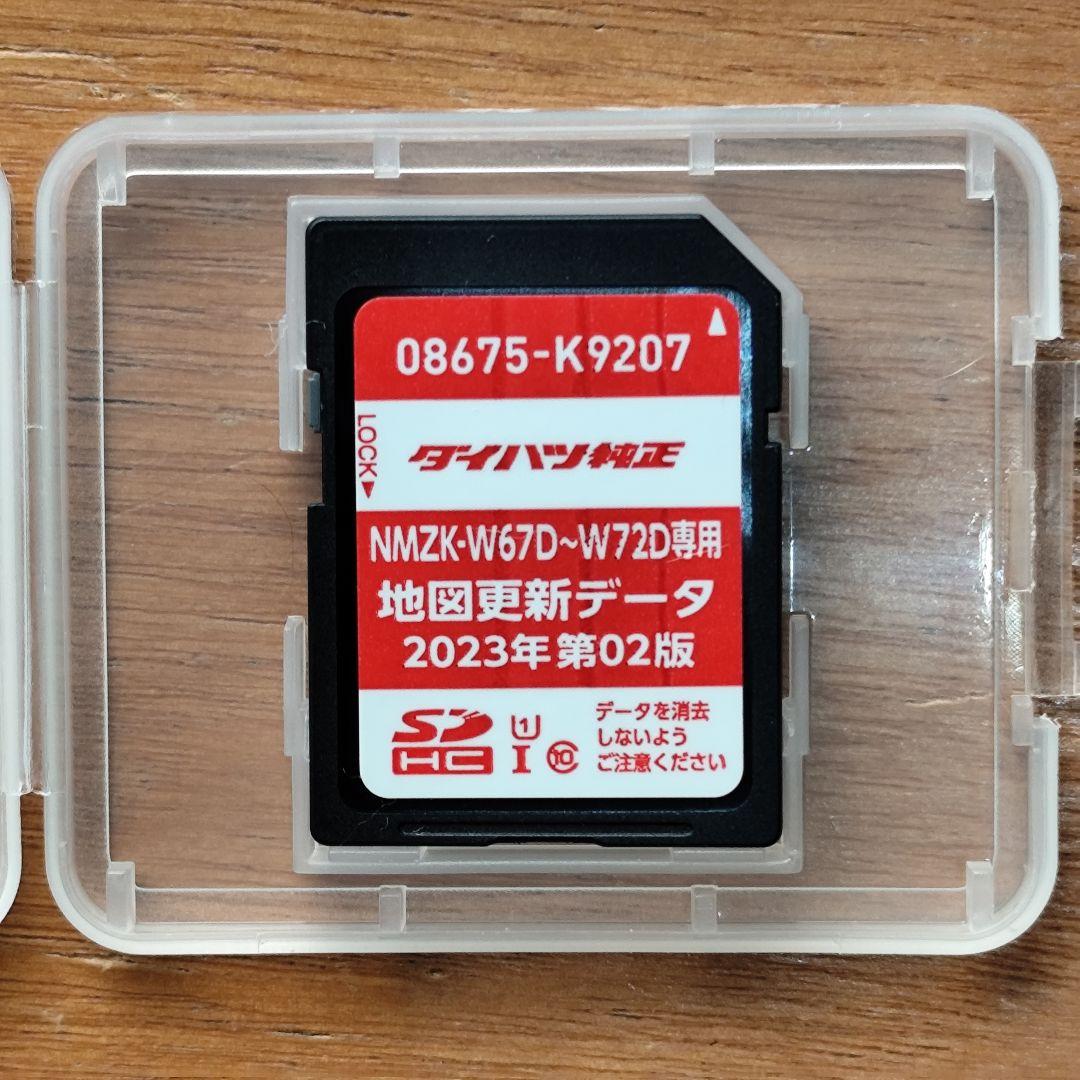 08675-K9207
LOCK
ダイハツ純正
NMZK-W67D~W72D専用
地図更新データ
2023年 第02版
SD
HC
1
I
10
データを消去
しないよう
ご注意ください